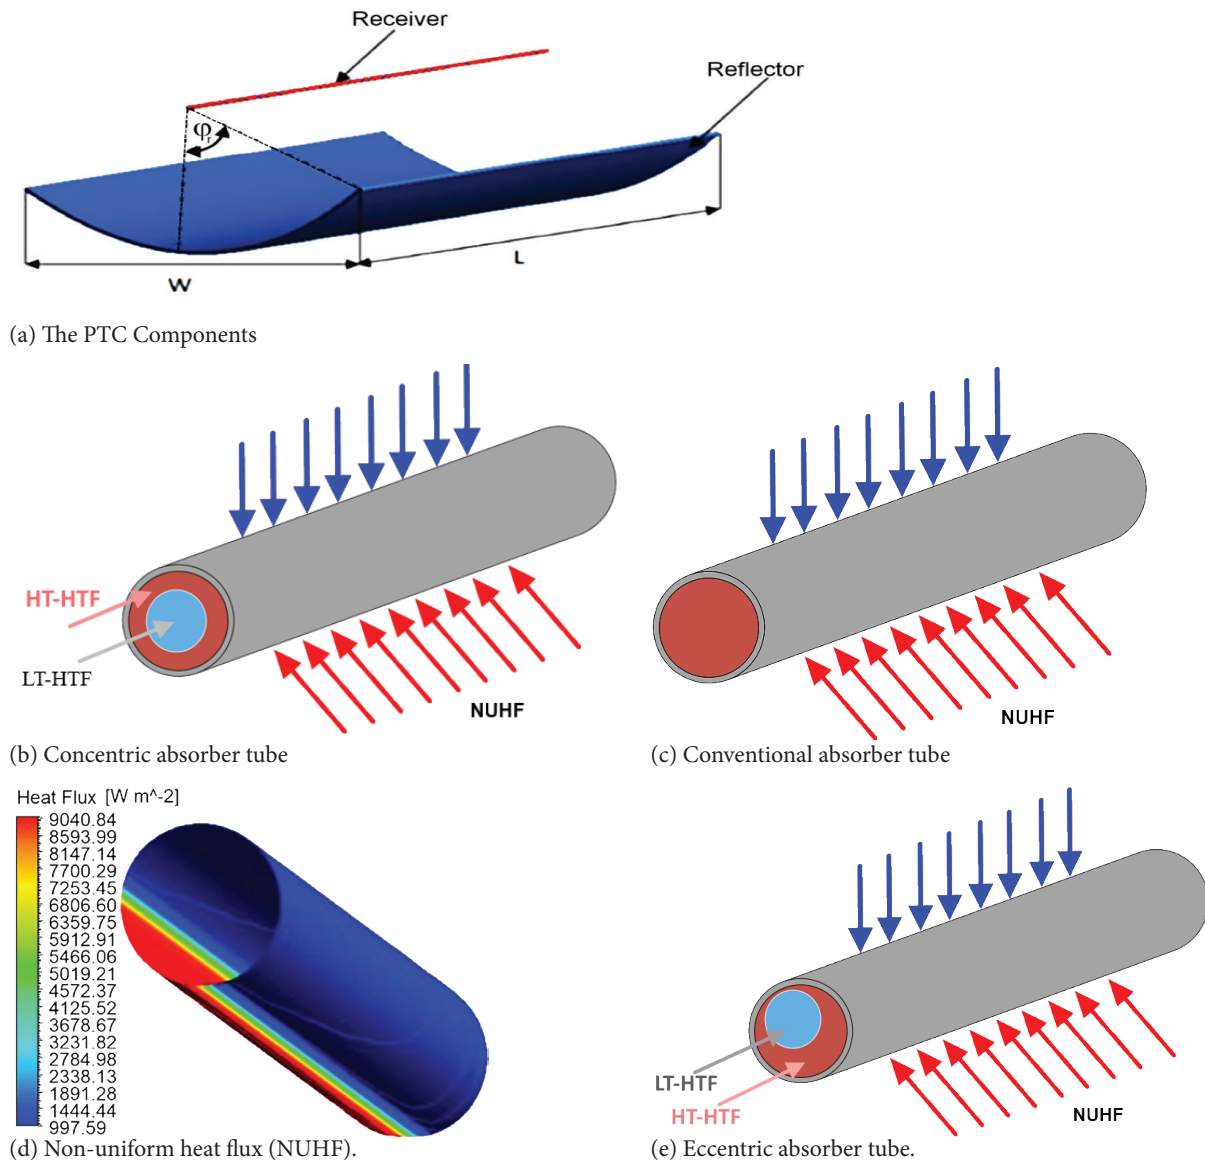 Receiver
Reflector
φr
W
L
(a) The PTC Components
HT-HTF
LT-HTF
NUHF
(b) Concentric absorber tube
NUHF
(c) Conventional absorber tube
Heat Flux [W m^-2]
9040.84
8593.99
8147.14
7700.29
7253.45
6806.60
6359.75
5912.91
5466.06
5019.21
4572.37
4125.52
3678.67
3231.82
2784.98
2338.13
1891.28
1444.44
997.59
(d) Non-uniform heat flux (NUHF).
LT-HTF
HT-HTF
NUHF
(e) Eccentric absorber tube.